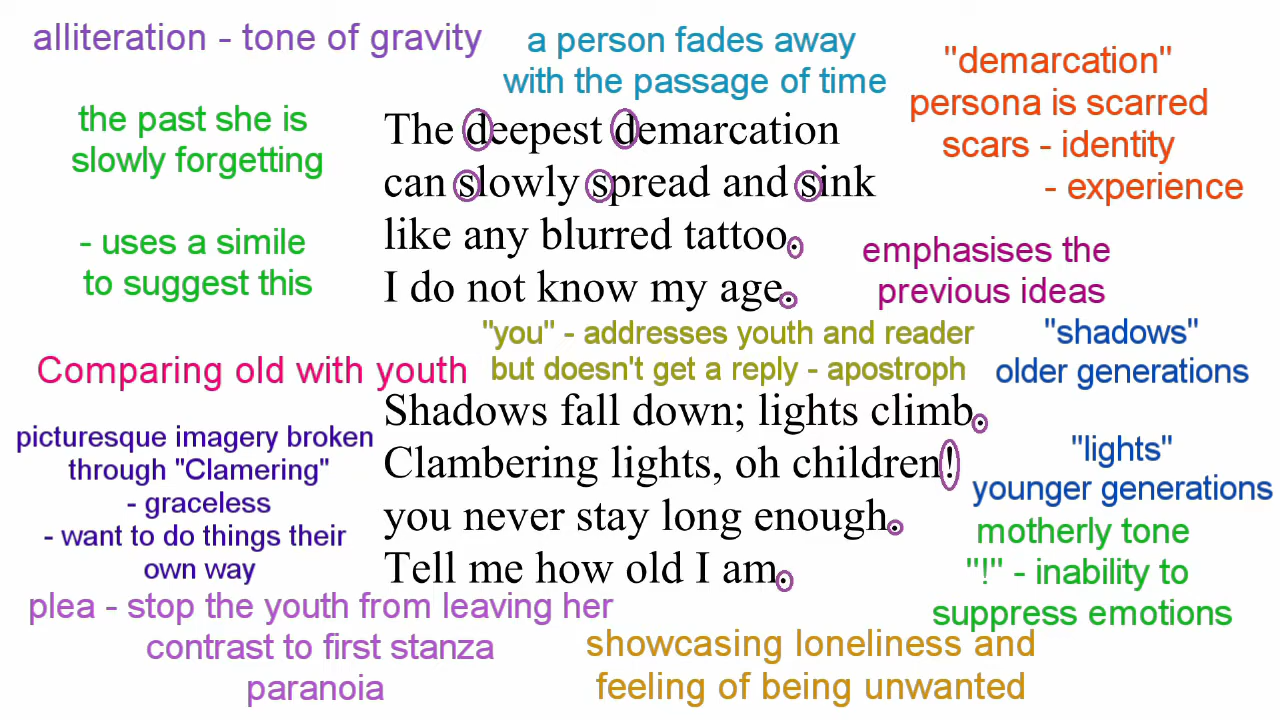 alliteration - tone of gravity
a person fades away
with the passage of time
"demarcation"
persona is scarred
scars - identity
- experience
the past she is
slowly forgetting
- uses a simile
to suggest this
The deepest demarcation
can slowly spread and sink
like any blurred tattoo.
I do not know my age.
emphasises the
previous ideas
"you" - addresses youth and reader
but doesn't get a reply - apostroph
"shadows"
older generations
Comparing old with youth
Shadows fall down; lights climb.
Clambering lights, oh children!
you never stay long enough.
Tell me how old I am.
picturesque imagery broken
through "Clamering"
- graceless
- want to do things their
own way
"lights"
younger generations
motherly tone
"!" - inability to
suppress emotions
plea - stop the youth from leaving her
contrast to first stanza
paranoia
showcasing loneliness and
feeling of being unwanted